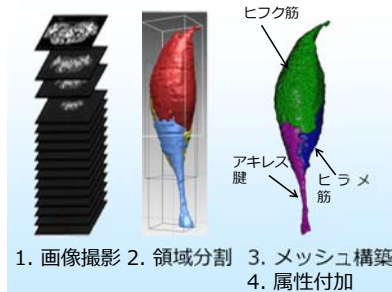 ヒフク筋
アキレス
腱
ヒラメ
筋
1. 画像撮影 2. 領域分割 3. メッシュ構築
4. 属性付加